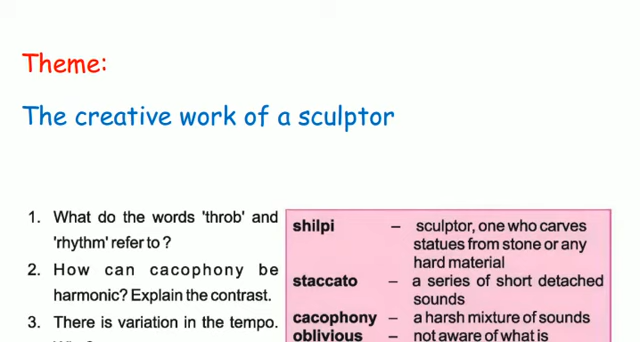 Theme:
The creative work of a sculptor
1. What do the words 'throb' and
'rhythm' refer to ?
2. How can cacophony be
harmonic? Explain the contrast.
3. There is variation in the tempo.
shilpi – sculptor, one who carves
statues from stone or any
hard material
staccato – a series of short detached
sounds
cacophony – a harsh mixture of sounds
oblivious – not aware of what is